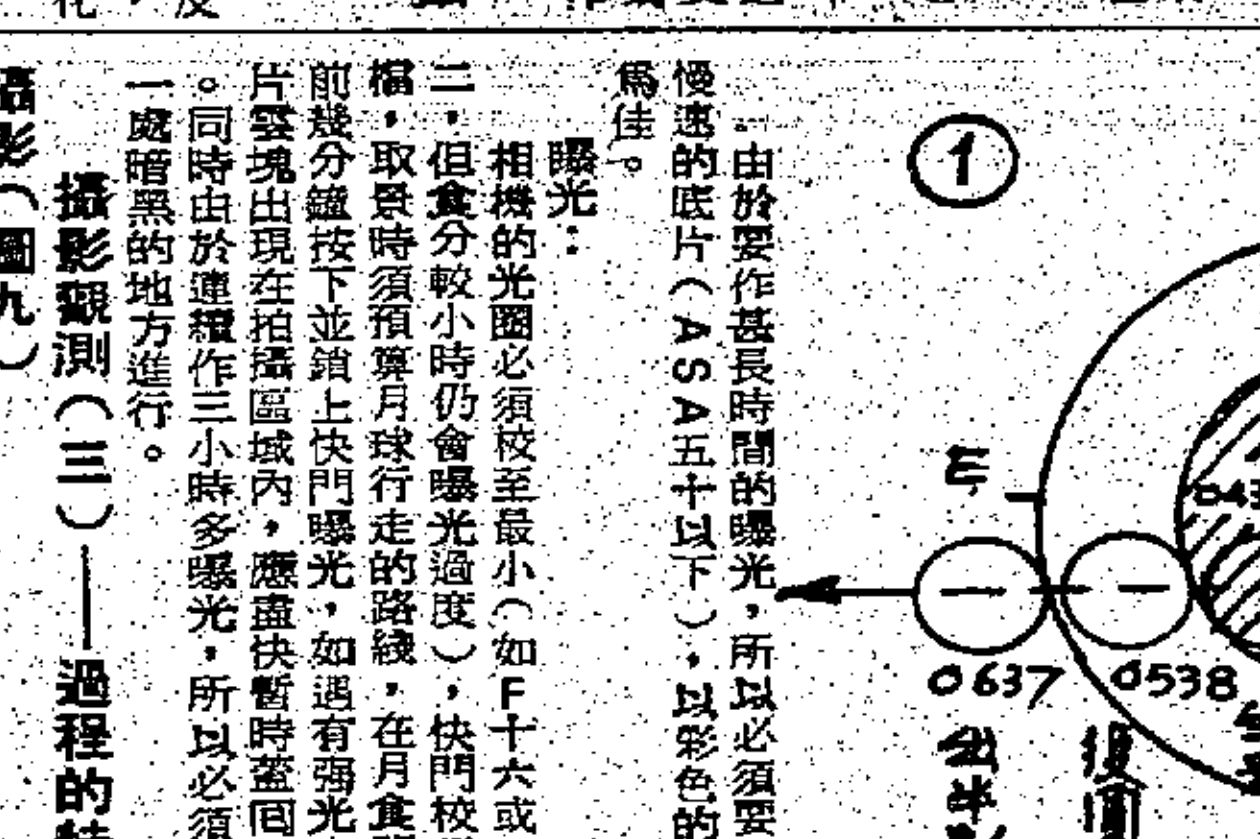 ①
0637
0538
由於要作甚長時間的曝光，所以必須要
慢速的底片（ASA五十以下），以彩色的
為佳。
曝光：
相機的光圈必須校至最小（如F十六或
二，但食分較小時仍會曝光過度），快門校
檔，取景時須預算月球行走的路綫，在月食
前幾分鐘按下並鎖上快門曝光，如遇有强光
片雲塊出現在拍攝區域內，應盡快暫時蓋回
。同時由於連續作三小時多曝光，所以必須
一處暗黑的地方進行。
攝影觀測（三）——過程的
攝影（圖九）